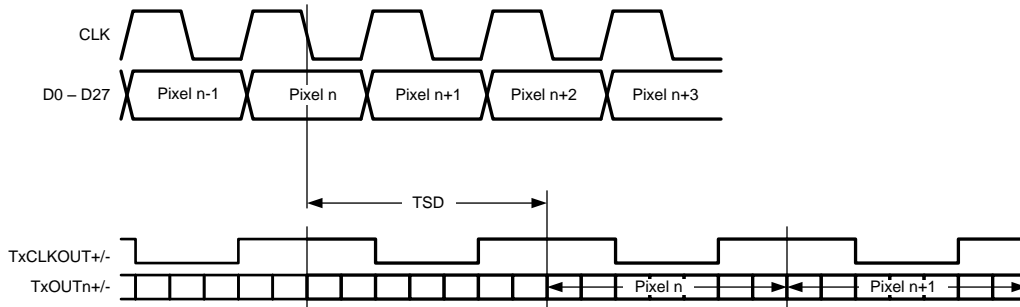 CLK
D0 – D27
Pixel n-1
Pixel n
Pixel n+1
Pixel n+2
Pixel n+3
TSD
TxCLKOUT+/-
TxOUTn+/-
Pixel n
Pixel n+1